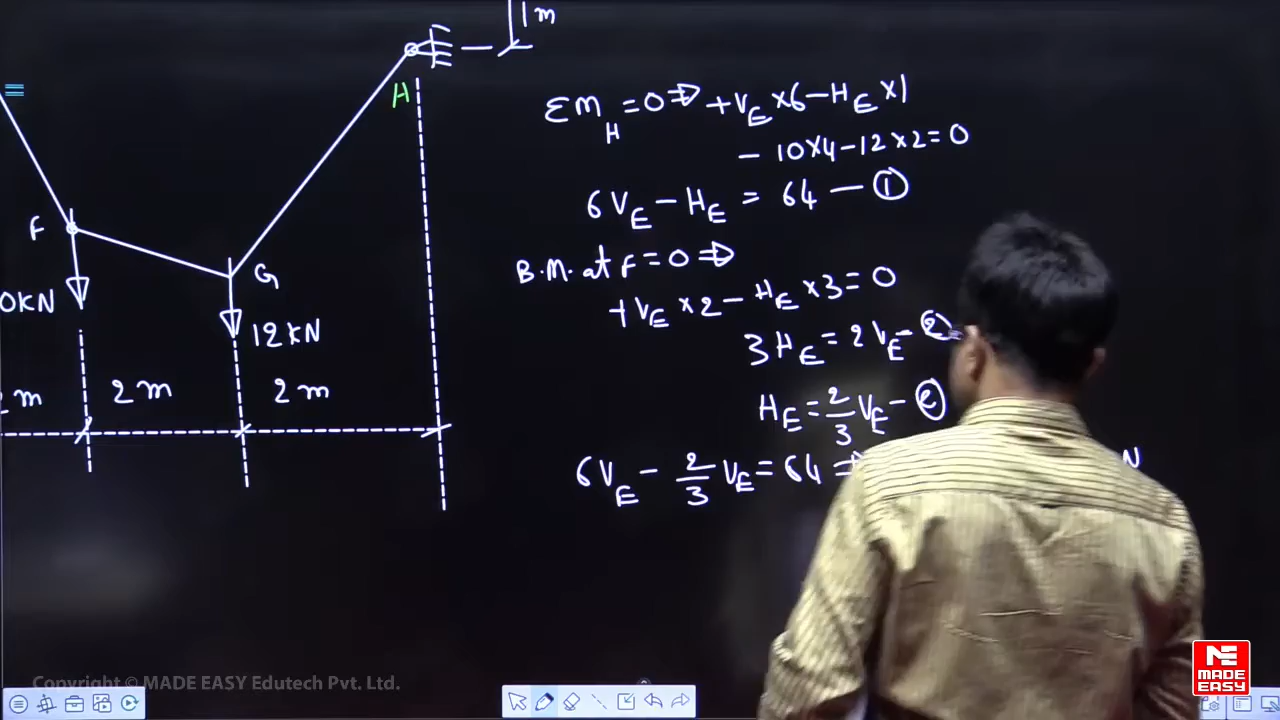 1m
H
ΣM_H = 0 ⇒ +V_E×6 − H_E×1
− 10×4 − 12×2 = 0
6V_E − H_E = 64 — ①
F
G
B.M. at F = 0 ⇒
+V_E×2 − H_E×3 = 0
0KN
12KN
3H_E = 2V_E — ②
2m
2m
H_E = 2/3 V_E — ②
6V_E − 2/3 V_E = 64 ⇒
N
Copyright © MADE EASY Edutech Pvt. Ltd.
ME
MADE
EASY